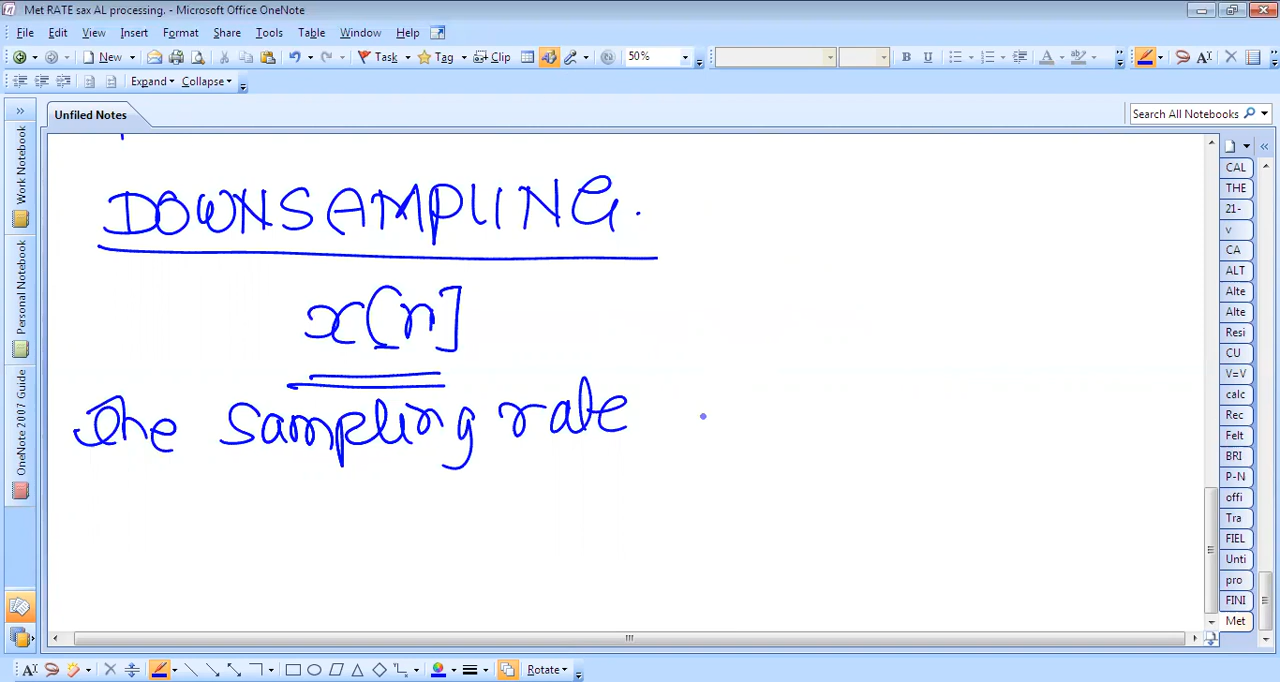 Met RATE sax AL processing. - Microsoft Office OneNote
File Edit View Insert Format Share Tools Table Window Help
New Task Tag Clip 50% B U A
Expand Collapse
Unfiled Notes
Search All Notebooks
Work Notebook
Personal Notebook
OneNote 2007 Guide
DOWNSAMPLING.
x[n]
The sampling rate
CAL
THE
21-
v
CA
ALT
Alte
Alte
Resi
CU
V=V
calc
Rec
Felt
BRI
P-N
offi
Tra
FIEL
Unti
pro
FINI
Met
Rotate